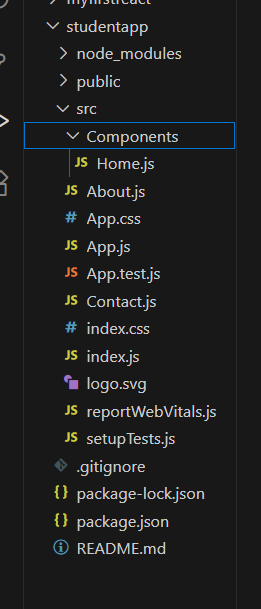 myfirstreact
studentapp
node_modules
public
src
Components
JS Home.js
JS About.js
# App.css
JS App.js
JS App.test.js
JS Contact.js
# index.css
JS index.js
logo.svg
JS reportWebVitals.js
JS setupTests.js
.gitignore
{} package-lock.json
{} package.json
README.md